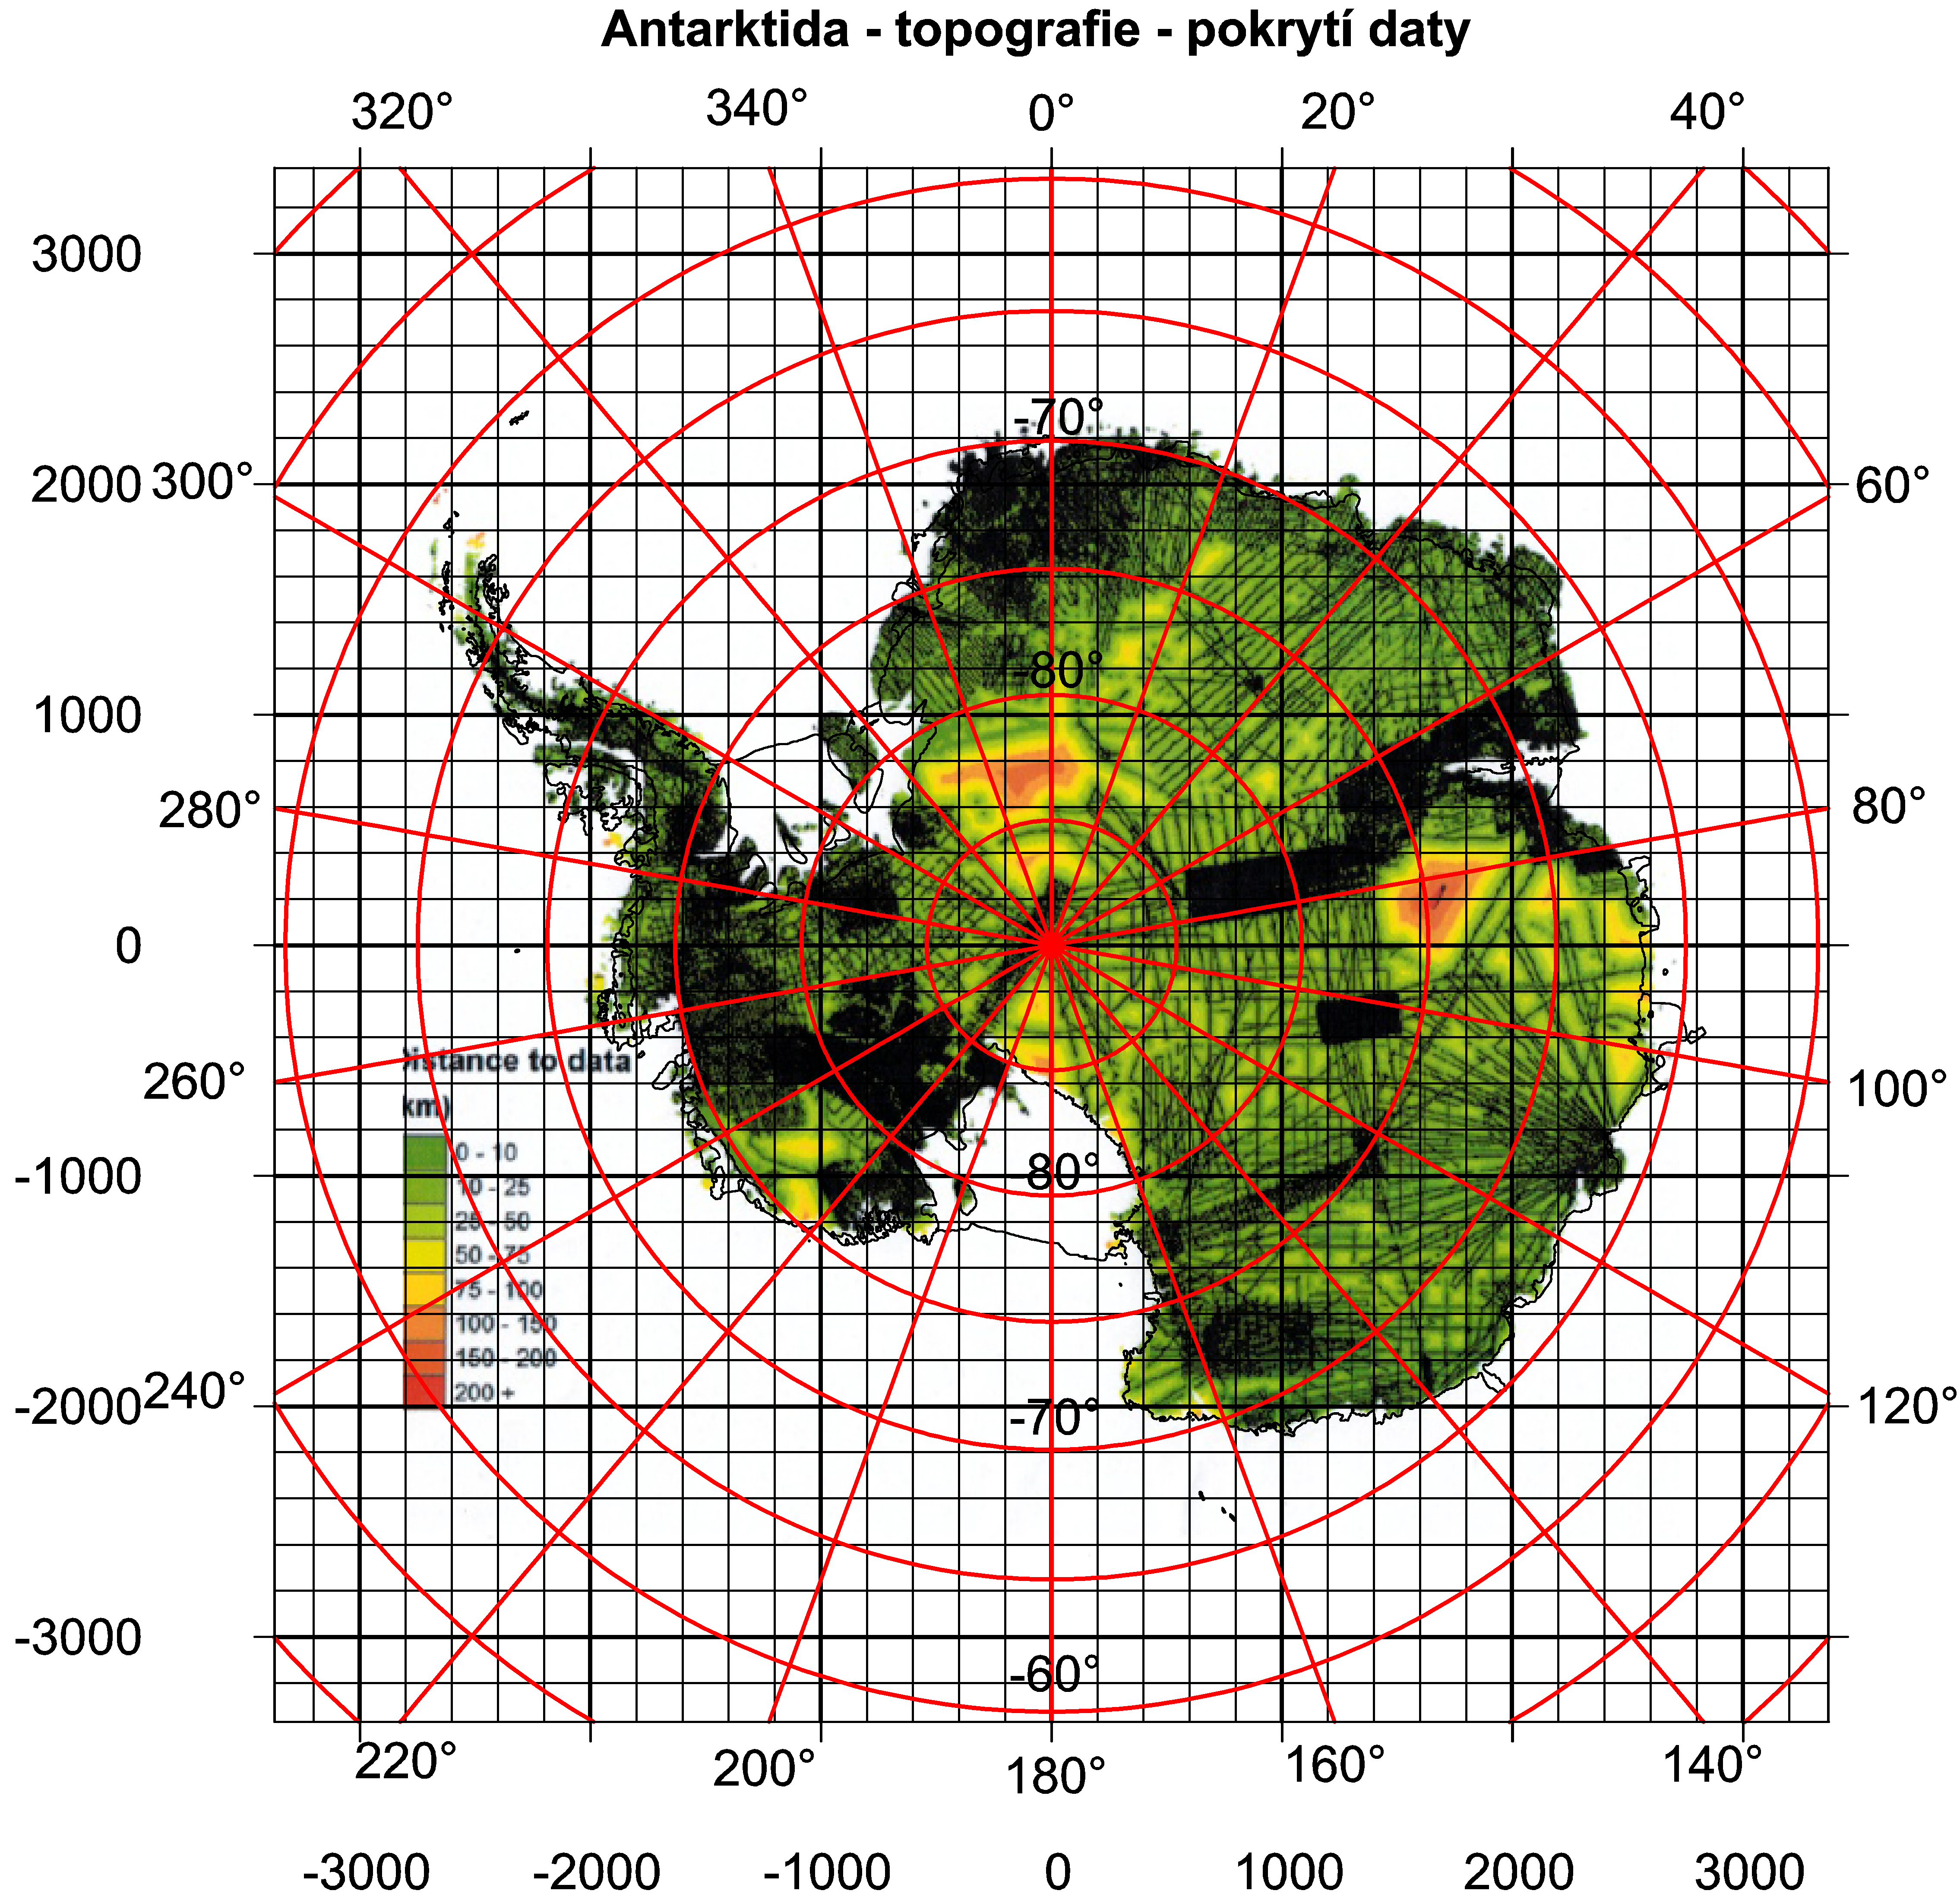 Antarktida - topografie - pokrytí daty
320° 340° 0° 20° 40°
3000
-70°
2000 300° 60°
-80°
1000
280° 80°
0
istance to data
km)
260° 100°
0 - 10
-1000 80°
10 - 25
25 - 50
50 - 75
75 - 100
100 - 150
150 - 200
200 +
-2000 240° -70° 120°
-3000
-60°
220° 200° 180° 160° 140°
-3000 -2000 -1000 0 1000 2000 3000